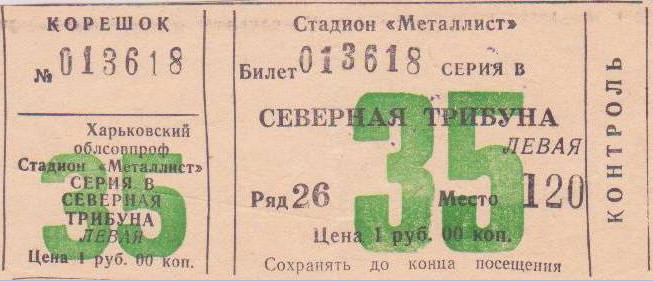 КОРЕШОК
№ 013618
Харьковский
облсовпроф
Стадион «Металлист»
СЕРИЯ В
СЕВЕРНАЯ
ТРИБУНА
ЛЕВАЯ
Цена 1 руб. 00 коп.
35
Стадион «Металлист»
Билет 013618 СЕРИЯ В
СЕВЕРНАЯ ТРИБУНА
ЛЕВАЯ
35
Ряд 26 Место 120
Цена 1 руб. 00 коп.
Сохранять до конца посещения
КОНТРОЛЬ